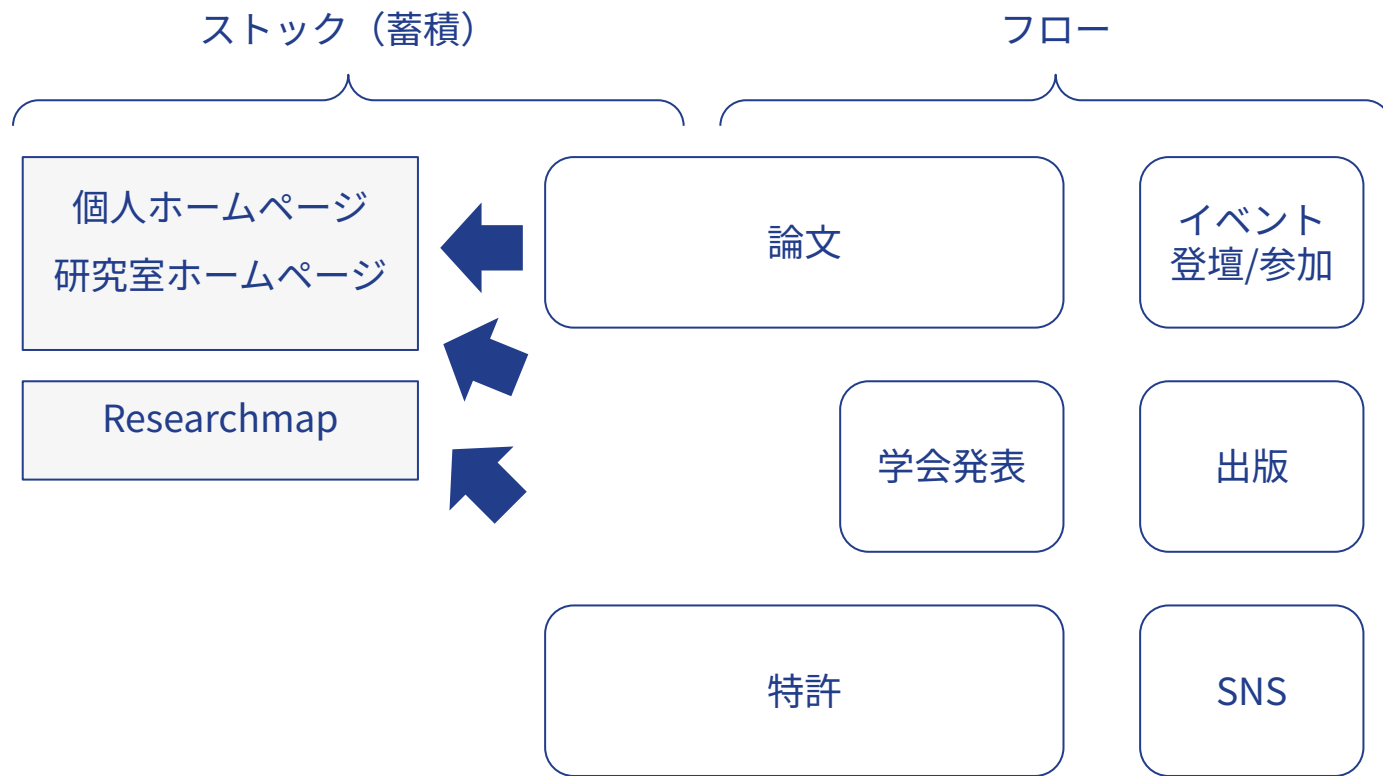 ストック（蓄積）
フロー
個人ホームページ
研究室ホームページ
論文
イベント
登壇/参加
Researchmap
学会発表
出版
特許
SNS